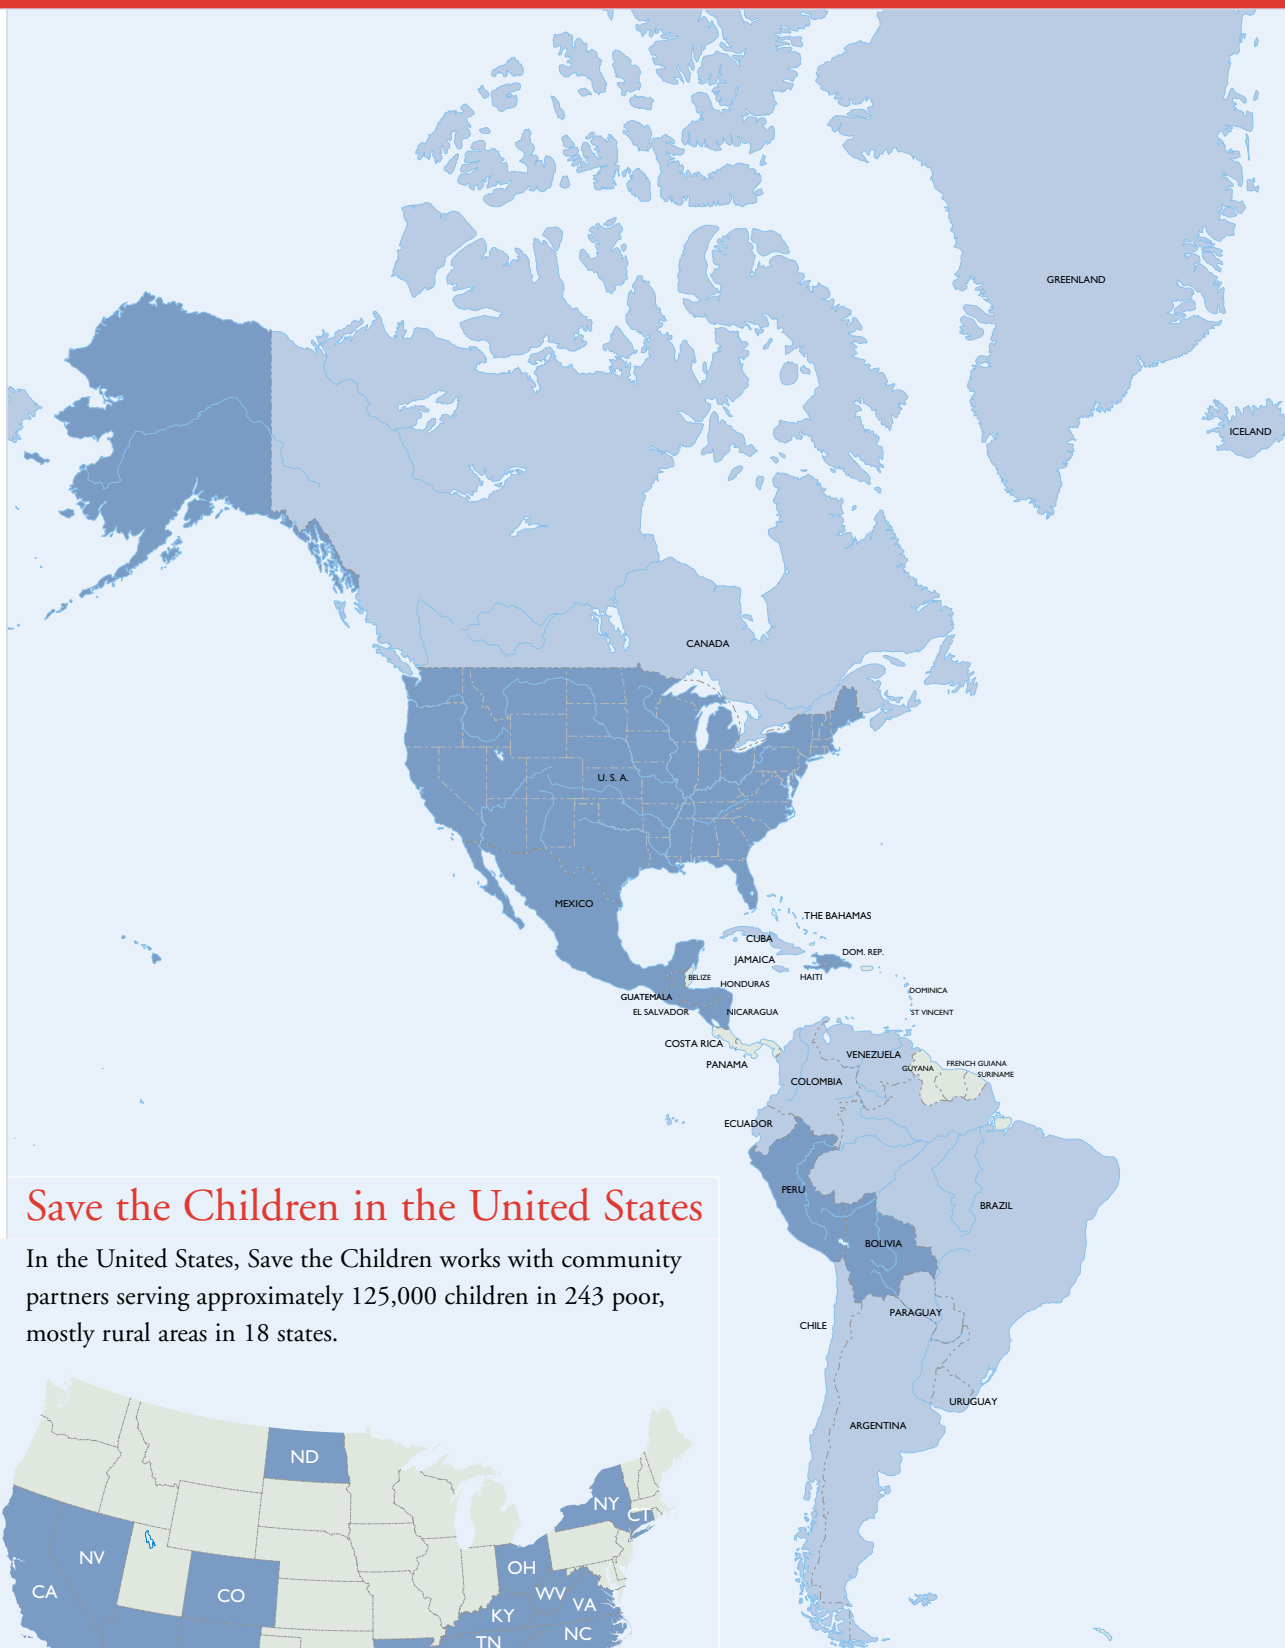 GREENLAND
ICELAND
CANADA
U. S. A.
MEXICO
THE BAHAMAS
CUBA
DOM. REP.
JAMAICA
HAITI
BELIZE
HONDURAS
DOMINICA
GUATEMALA
EL SALVADOR
NICARAGUA
ST VINCENT
COSTA RICA
PANAMA
VENEZUELA
GUYANA
FRENCH GUIANA
SURINAME
COLOMBIA
ECUADOR
PERU
BRAZIL
BOLIVIA
PARAGUAY
CHILE
URUGUAY
ARGENTINA
Save the Children in the United States
In the United States, Save the Children works with community
partners serving approximately 125,000 children in 243 poor,
mostly rural areas in 18 states.
ND
NY
CT
NV
OH
CA
CO
WV
VA
KY
NC
TN